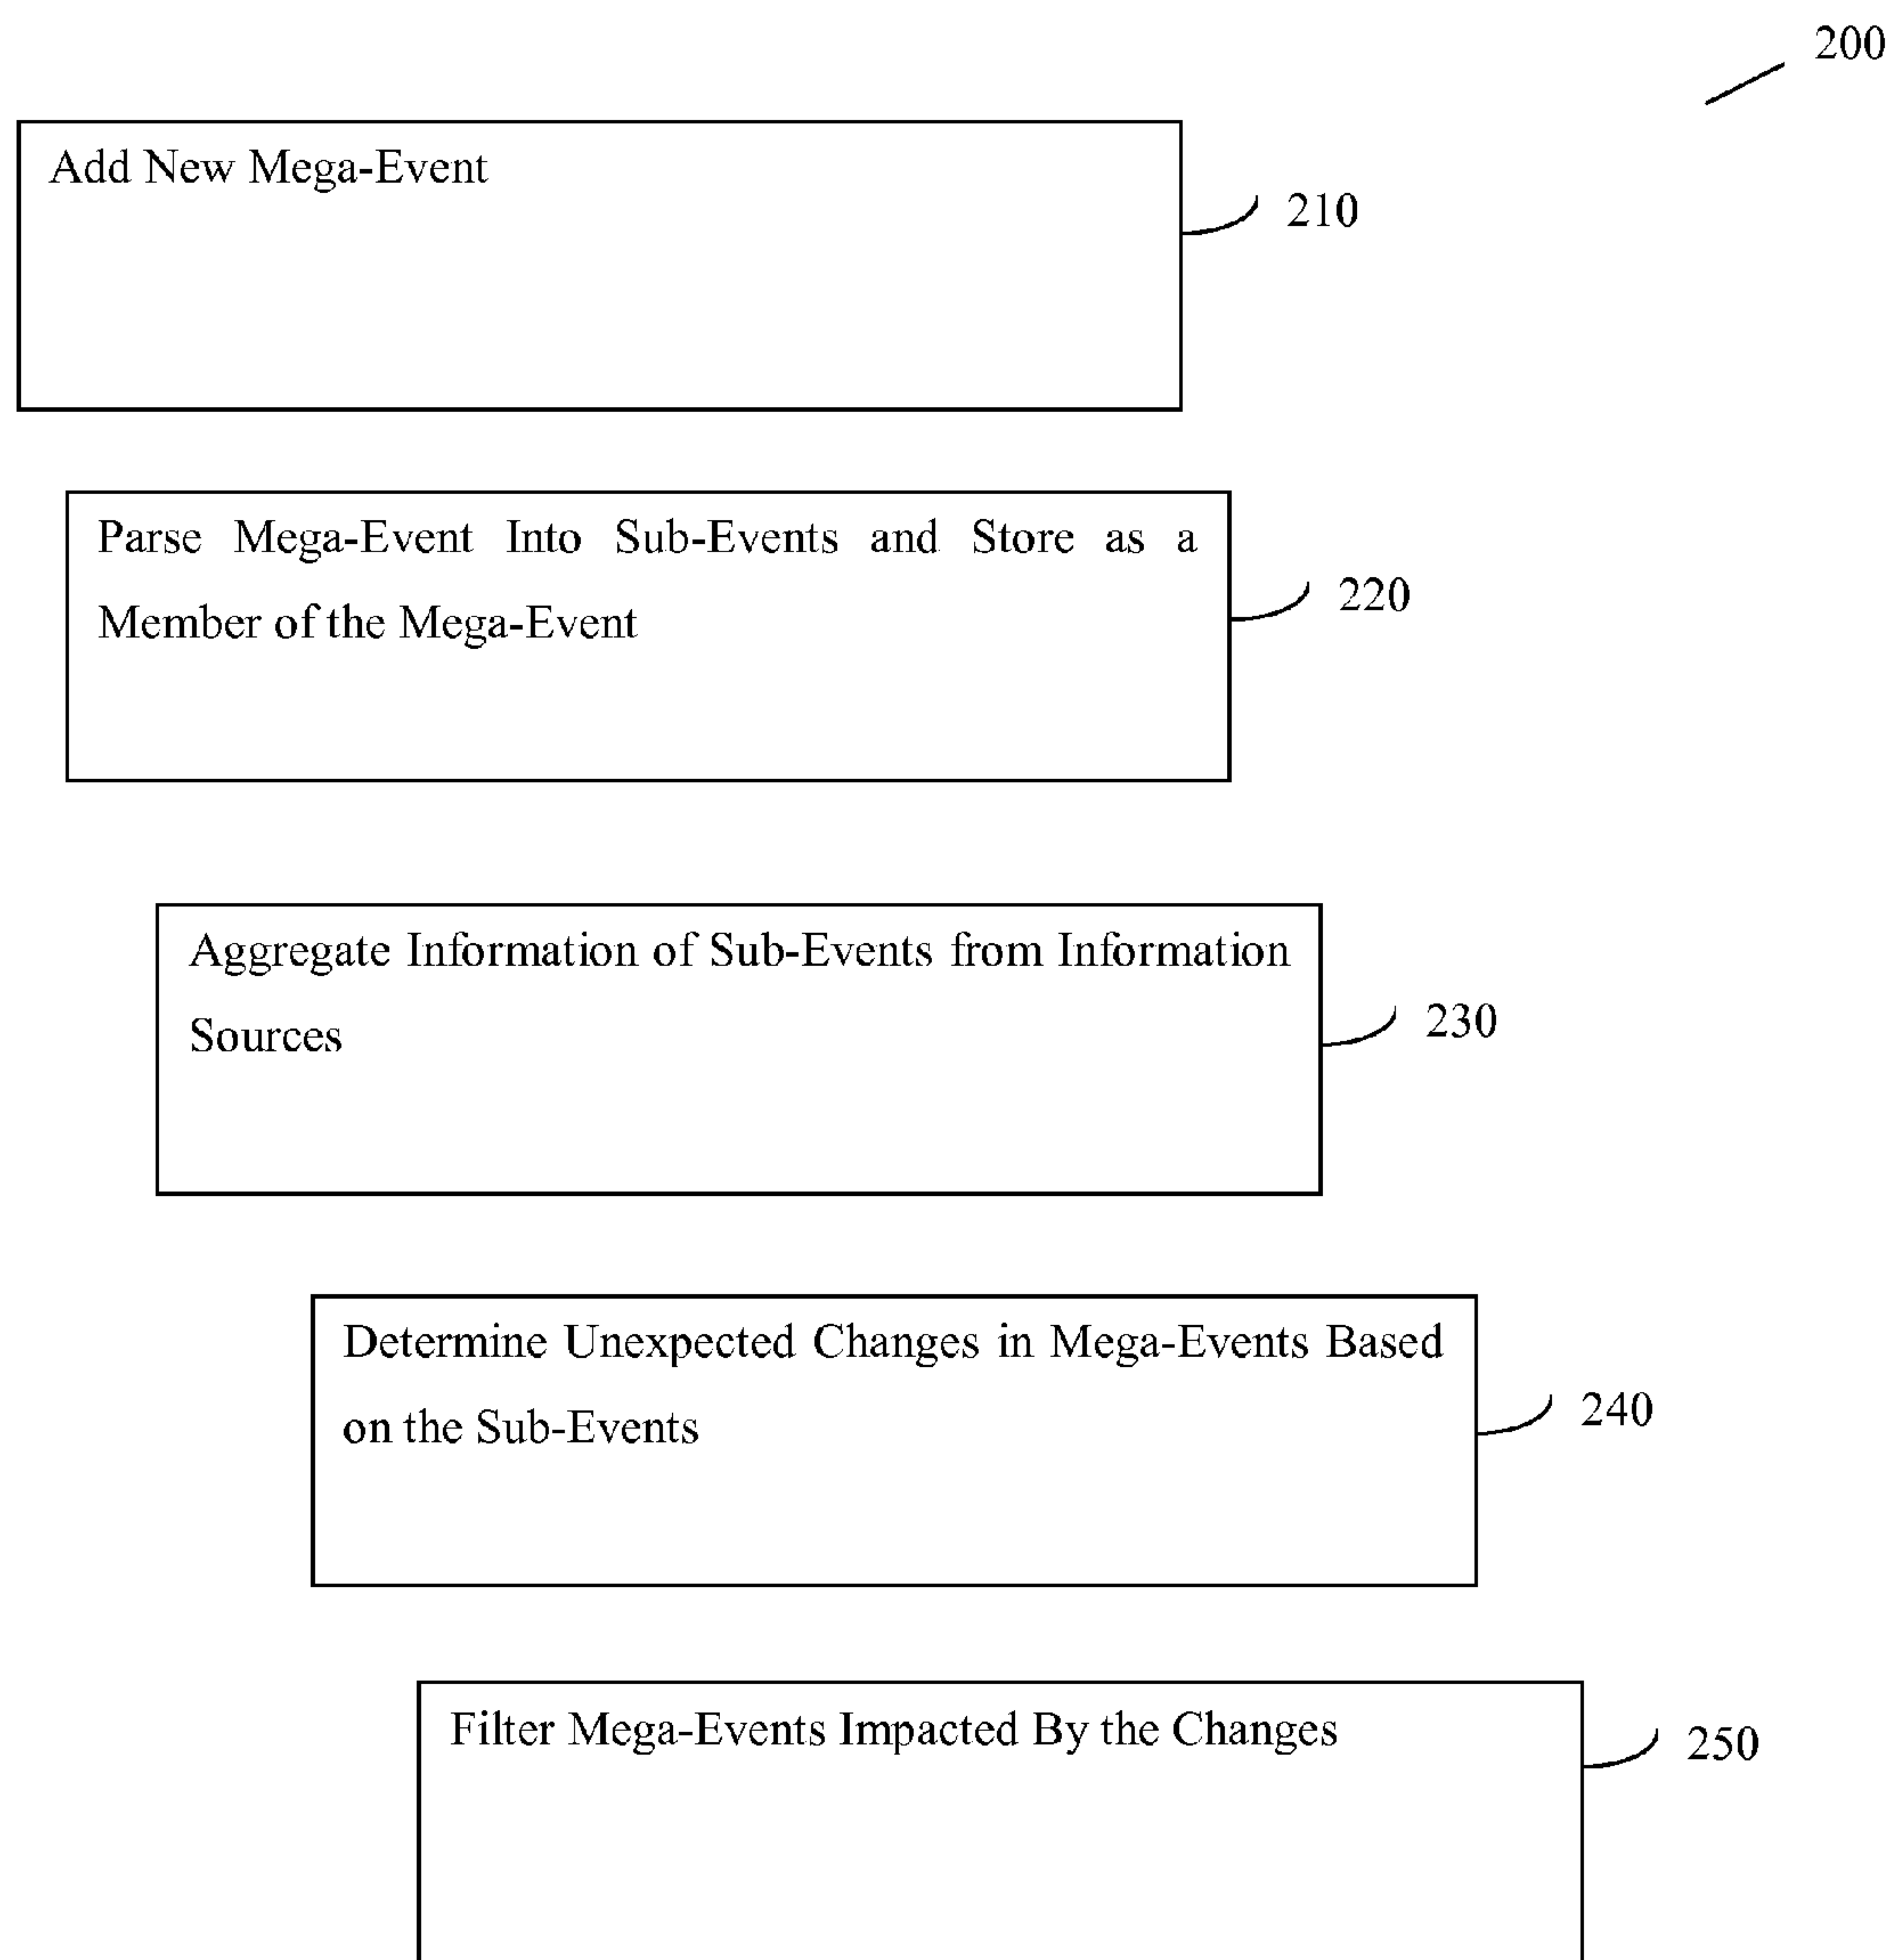 200
Add New Mega-Event
210
Parse Mega-Event Into Sub-Events and Store as a
Member of the Mega-Event
220
Aggregate Information of Sub-Events from Information
Sources
230
Determine Unexpected Changes in Mega-Events Based
on the Sub-Events
240
Filter Mega-Events Impacted By the Changes
250